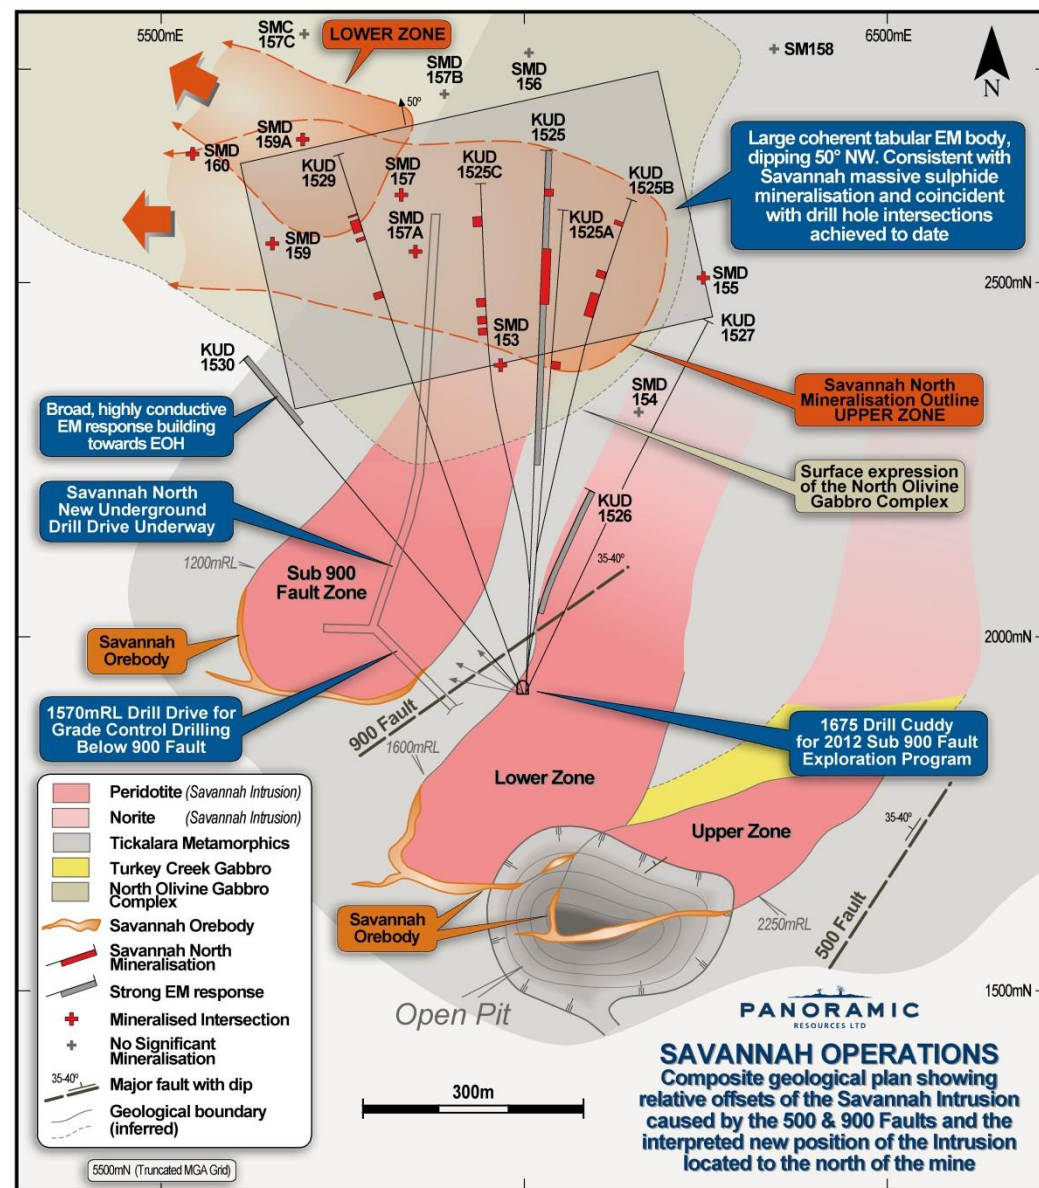 5500mE
6500mE
SMC
157C
LOWER ZONE
SMD
157B
SMD
156
SM158
N
50º
SMD
159A
SMD
160
KUD
1529
SMD
157
KUD
1525C
KUD
1525
KUD
1525B
KUD
1525A
SMD
157A
SMD
159
Large coherent tabular EM body,
dipping 50° NW. Consistent with
Savannah massive sulphide
mineralisation and coincident
with drill hole intersections
achieved to date
SMD
155
2500mN
KUD
1527
SMD
153
KUD
1530
SMD
154
Savannah North
Mineralisation Outline
UPPER ZONE
Broad, highly conductive
EM response building
towards EOH
Surface expression
of the North Olivine
Gabbro Complex
Savannah North
New Underground
Drill Drive Underway
KUD
1526
35-40º
1200mRL
Sub 900
Fault Zone
Savannah
Orebody
2000mN
1570mRL Drill Drive for
Grade Control Drilling
Below 900 Fault
900 Fault
1600mRL
1675 Drill Cuddy
for 2012 Sub 900 Fault
Exploration Program
Lower Zone
Upper Zone
35-40º
500 Fault
2250mRL
Savannah
Orebody
Open Pit
1500mN
Peridotite (Savannah Intrusion)
Norite (Savannah Intrusion)
Tickalara Metamorphics
Turkey Creek Gabbro
North Olivine Gabbro
Complex
Savannah Orebody
Savannah North
Mineralisation
Strong EM response
Mineralised Intersection
No Significant
Mineralisation
35-40º
Major fault with dip
Geological boundary
(inferred)
5500mN (Truncated MGA Grid)
300m
PANORAMIC
RESOURCES LTD
SAVANNAH OPERATIONS
Composite geological plan showing
relative offsets of the Savannah Intrusion
caused by the 500 & 900 Faults and the
interpreted new position of the Intrusion
located to the north of the mine